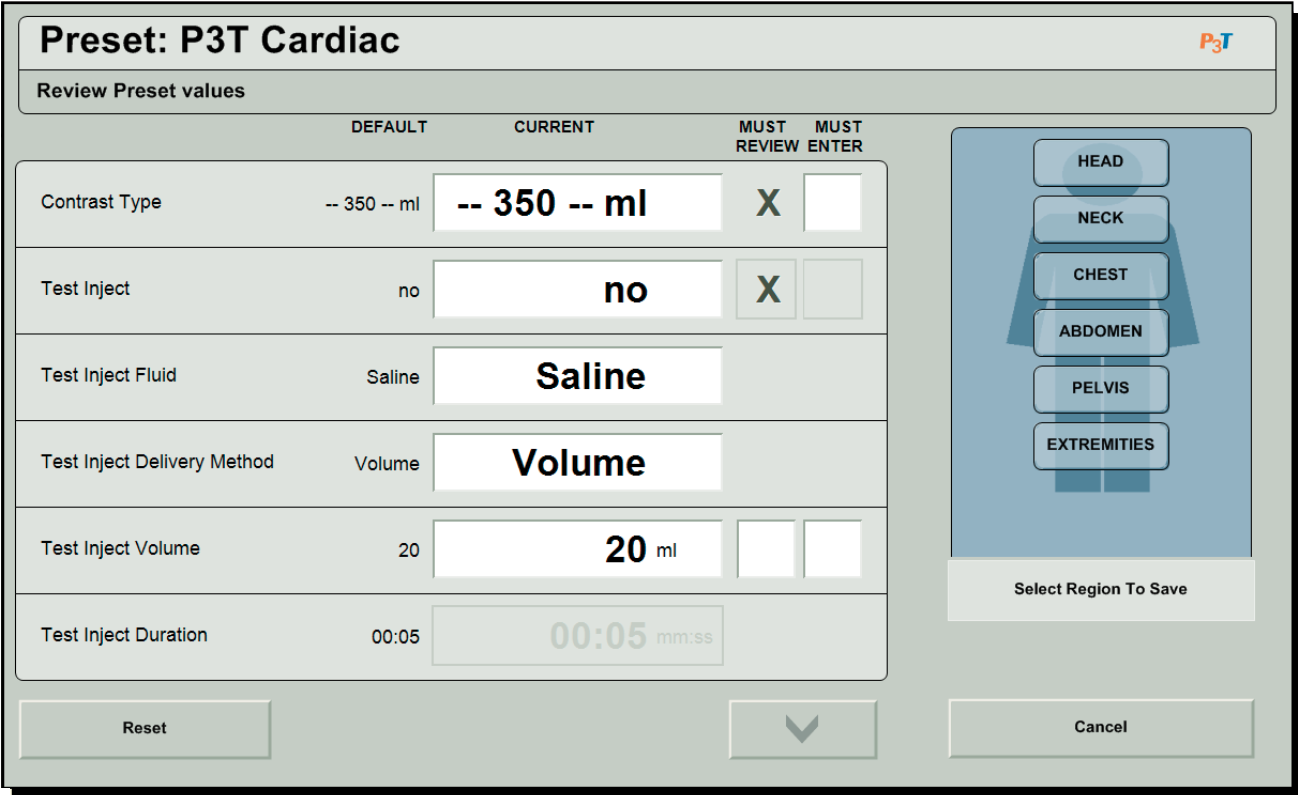 Preset: P3T Cardiac
P3T
Review Preset values
DEFAULT CURRENT MUST REVIEW MUST ENTER
Contrast Type -- 350 -- ml -- 350 -- ml X
Test Inject no no X
Test Inject Fluid Saline Saline
Test Inject Delivery Method Volume Volume
Test Inject Volume 20 20 ml
Test Inject Duration 00:05 00:05 mm:ss
HEAD
NECK
CHEST
ABDOMEN
PELVIS
EXTREMITIES
Select Region To Save
Reset
Cancel